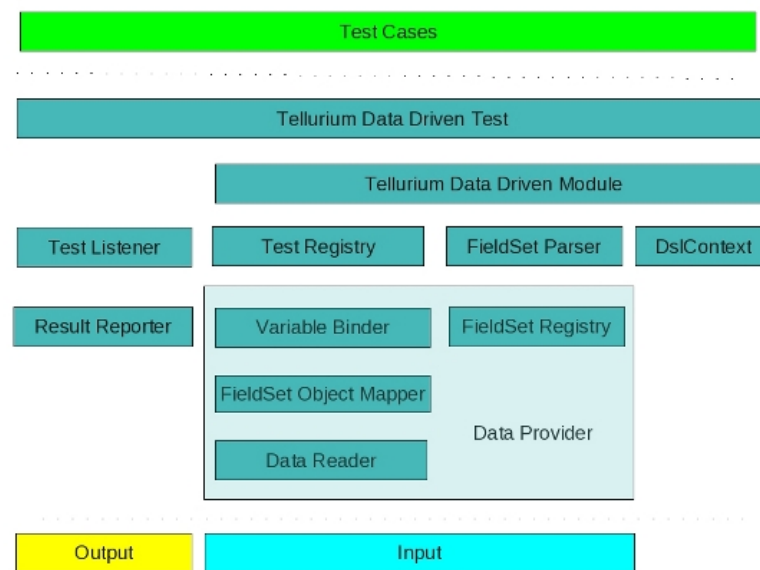 Test Cases
Tellurium Data Driven Test
Tellurium Data Driven Module
Test Listener
Test Registry
FieldSet Parser
DslContext
Result Reporter
Variable Binder
FieldSet Registry
FieldSet Object Mapper
Data Provider
Data Reader
Output
Input